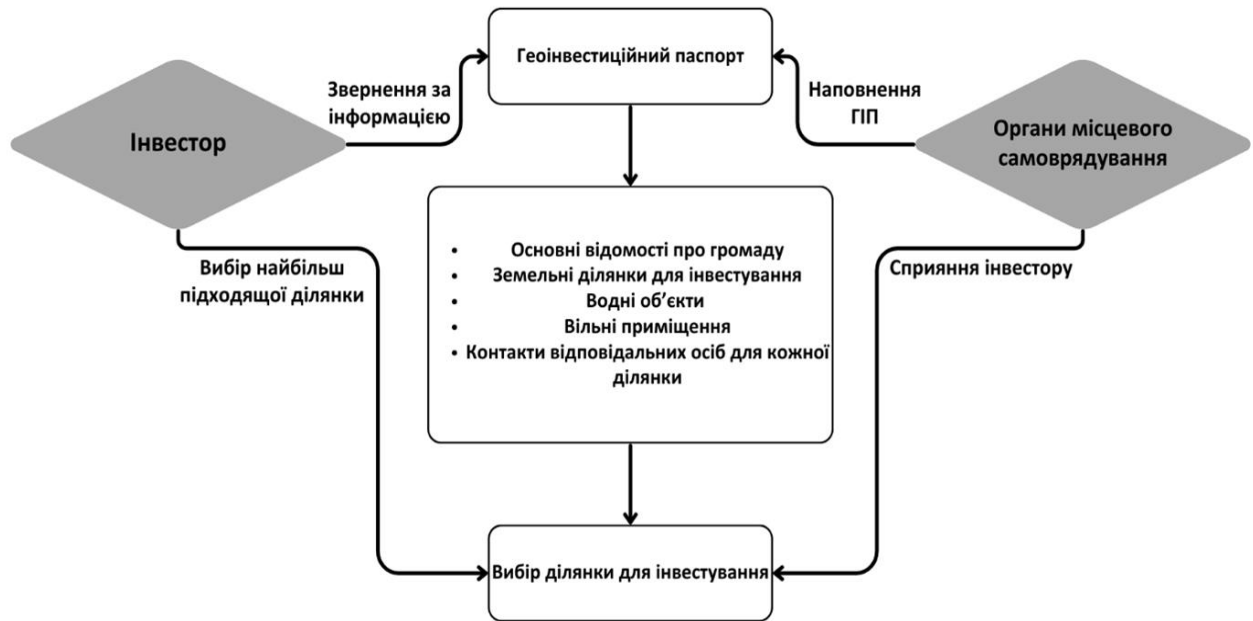 Геоінвестиційний паспорт
Звернення за
інформацією
Наповнення
ГІП
Інвестор
Органи місцевого
самоврядування
• Основні відомості про громаду
• Земельні ділянки для інвестування
• Водні об’єкти
• Вільні приміщення
• Контакти відповідальних осіб для кожної
ділянки
Вибір найбільш
підходящої ділянки
Сприяння інвестору
Вибір ділянки для інвестування